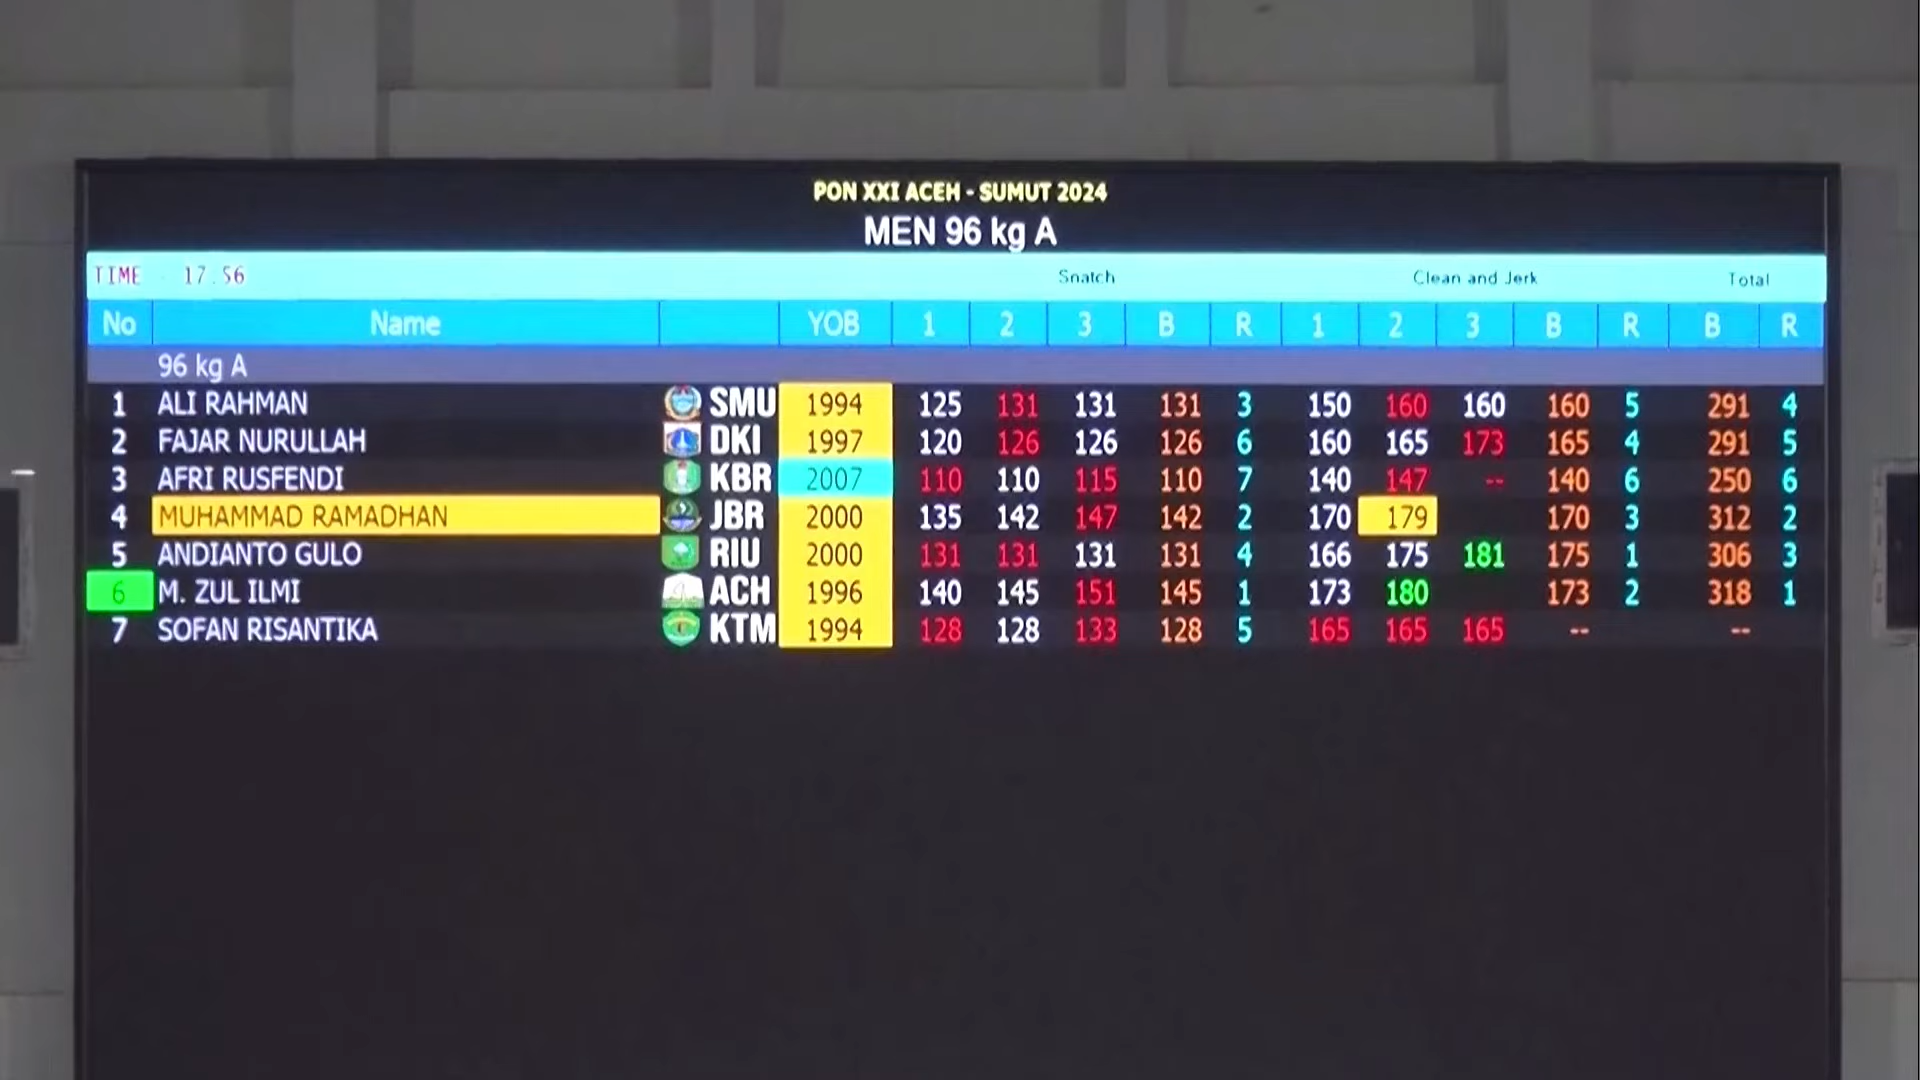 PON XXI ACEH - SUMUT 2024
MEN 96 kg A
TIME - 17.56 Snatch Clean and Jerk Total
No Name YOB 1 2 3 B R 1 2 3 B R B R
96 kg A
1 ALI RAHMAN SMU 1994 125 131 131 131 3 150 160 160 160 5 291 4
2 FAJAR NURULLAH DKI 1997 120 126 126 126 6 160 165 173 165 4 291 5
3 AFRI RUSFENDI KBR 2007 110 110 115 110 7 140 147 -- 140 6 250 6
4 MUHAMMAD RAMADHAN JBR 2000 135 142 147 142 2 170 179 170 3 312 2
5 ANDIANTO GULO RIU 2000 131 131 131 131 4 166 175 181 175 1 306 3
6 M. ZUL ILMI ACH 1996 140 145 151 145 1 173 180 173 2 318 1
7 SOFAN RISANTIKA KTM 1994 128 128 133 128 5 165 165 165 -- --